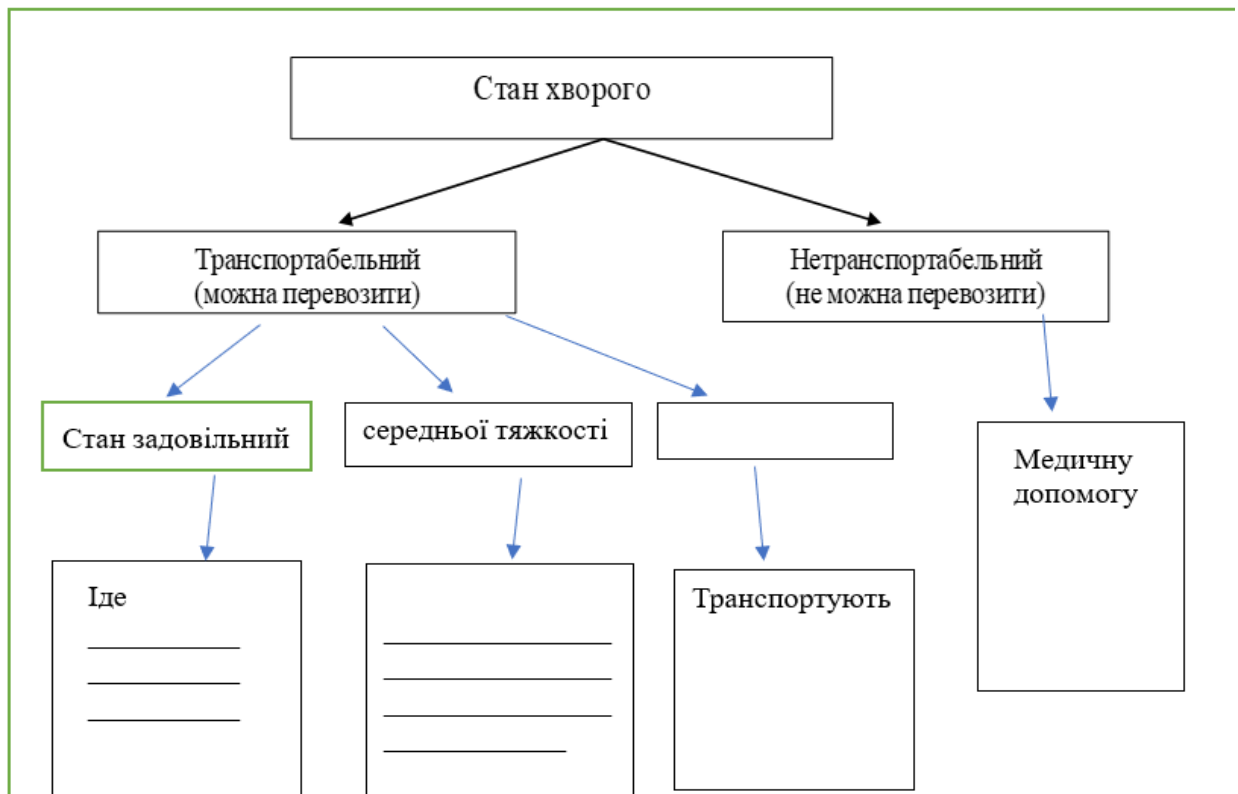 Стан хворого
Транспортабельний
(можна перевозити)
Нетранспортабельний
(не можна перевозити)
Стан задовільний
середньої тяжкості
Медичну
допомогу
Іде
Транспортують